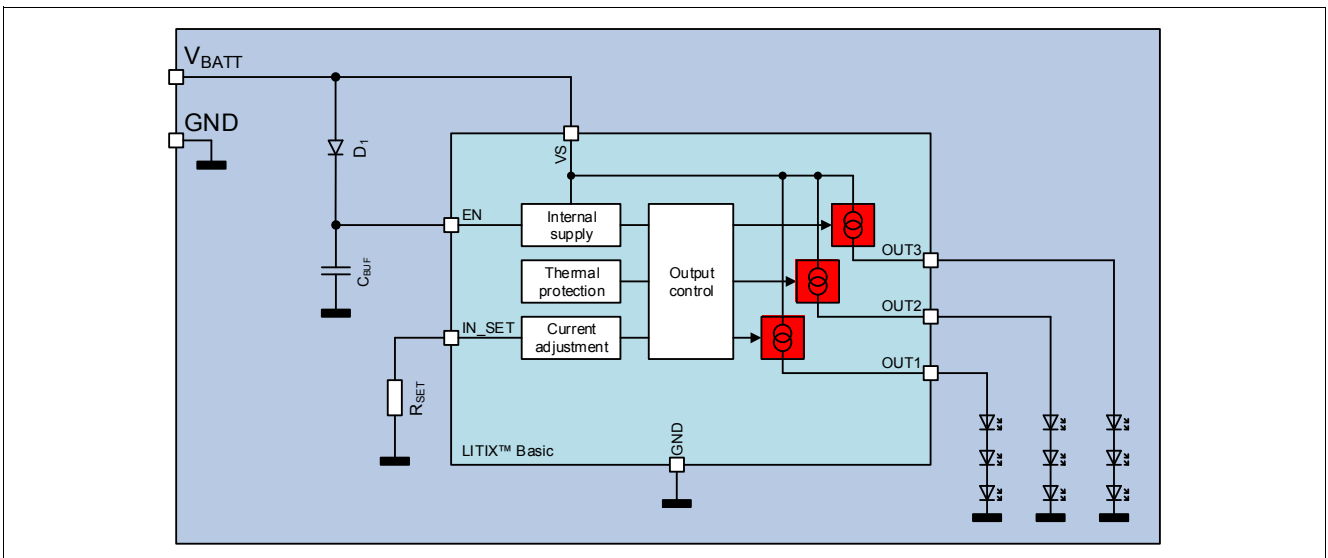 VBATT
GND
D1
VS
EN
Internal
supply
OUT3
CBUF
Thermal
protection
Output
control
OUT2
IN_SET
Current
adjustment
OUT1
RSET
LITIX™ Basic
GND